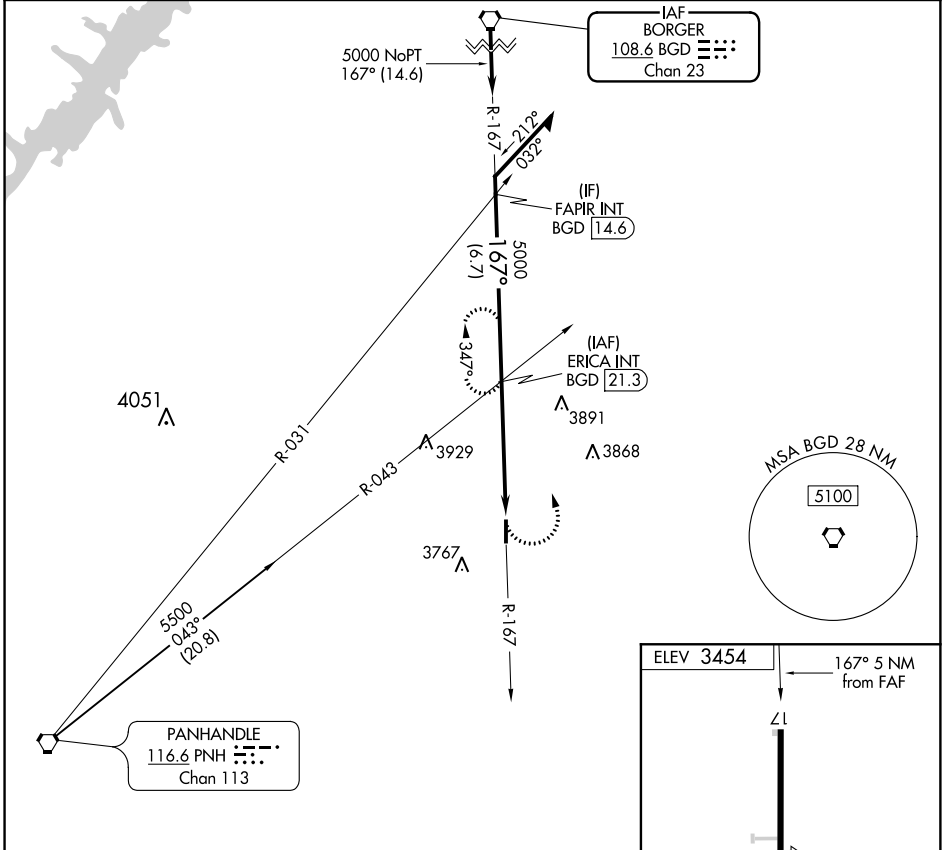 IAF
BORGER
108.6 BGD
Chan 23
5000 NoPT
167° (14.6)
R-167
212°
032°
(IF)
FAPIR INT
BGD 14.6
5000
167°
(6.7)
347°
(IAF)
ERICA INT
BGD 21.3
4051
3891
3929
3868
R-031
R-043
MSA BGD 28 NM
5100
3767
5500
043°
(20.8)
R-167
ELEV 3454
167° 5 NM
from FAF
17
PANHANDLE
116.6 PNH
Chan 113